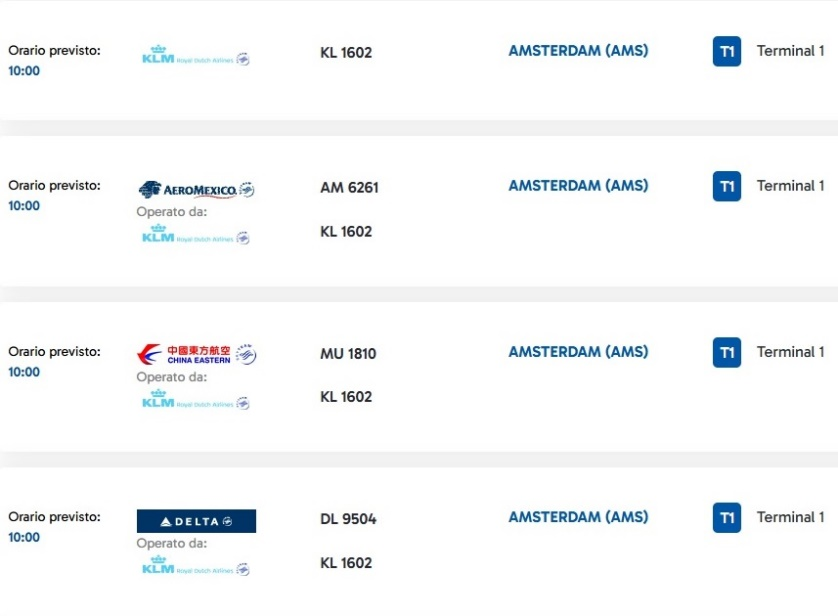 Orario previsto:
10:00
KLM Royal Dutch Airlines
KL 1602
AMSTERDAM (AMS)
T1 Terminal 1
Orario previsto:
10:00
AEROMEXICO
Operato da:
KLM Royal Dutch Airlines
AM 6261
KL 1602
AMSTERDAM (AMS)
T1 Terminal 1
Orario previsto:
10:00
中國東方航空
CHINA EASTERN
Operato da:
KLM Royal Dutch Airlines
MU 1810
KL 1602
AMSTERDAM (AMS)
T1 Terminal 1
Orario previsto:
10:00
DELTA
Operato da:
KLM Royal Dutch Airlines
DL 9504
KL 1602
AMSTERDAM (AMS)
T1 Terminal 1